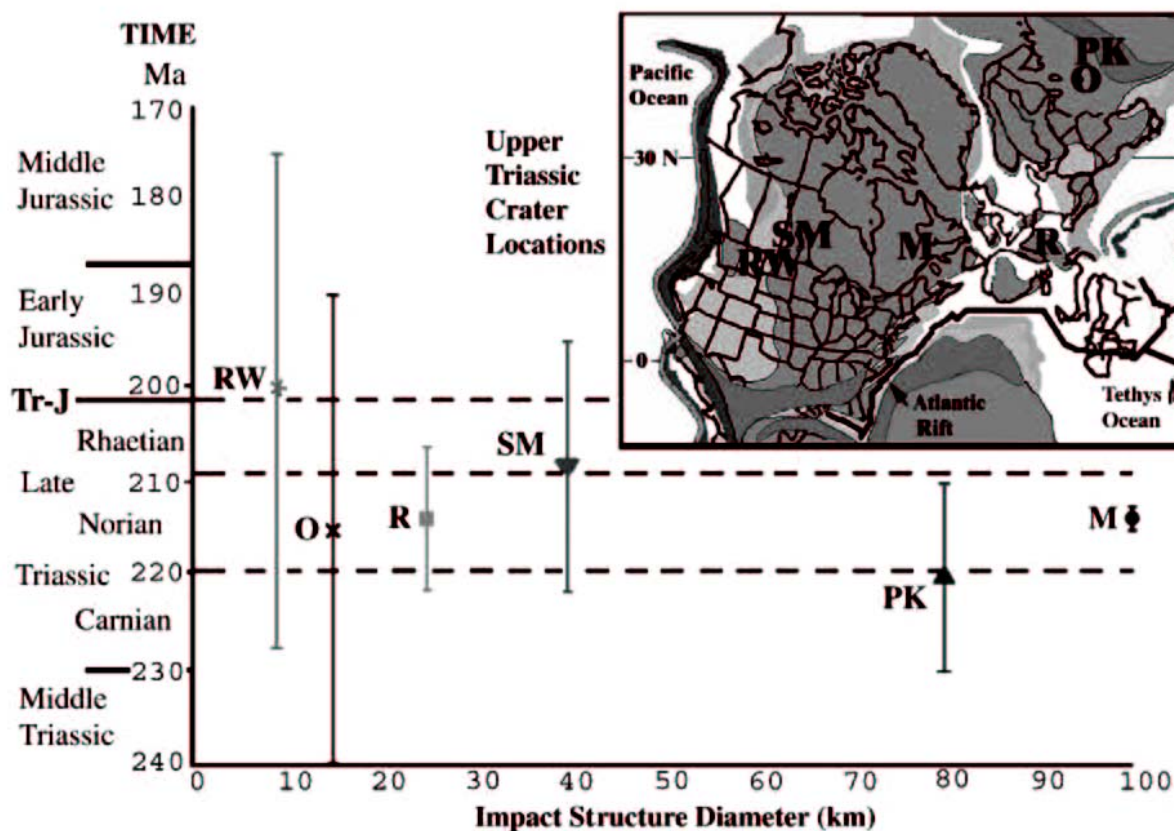 TIME
Ma
170
Middle
Jurassic
180
190
Early
Jurassic
200
Tr-J
Rhaetian
Late
210
Norian
Triassic
220
Carnian
230
Middle
Triassic
240
0 10 20 30 40 50 60 70 80 90 100
Impact Structure Diameter (km)
RW
O
R
SM
PK
M
Upper
Triassic
Crater
Locations
Pacific
Ocean
30 N
0
PK
O
SM
RW
M
R
Atlantic
Rift
Tethys
Ocean